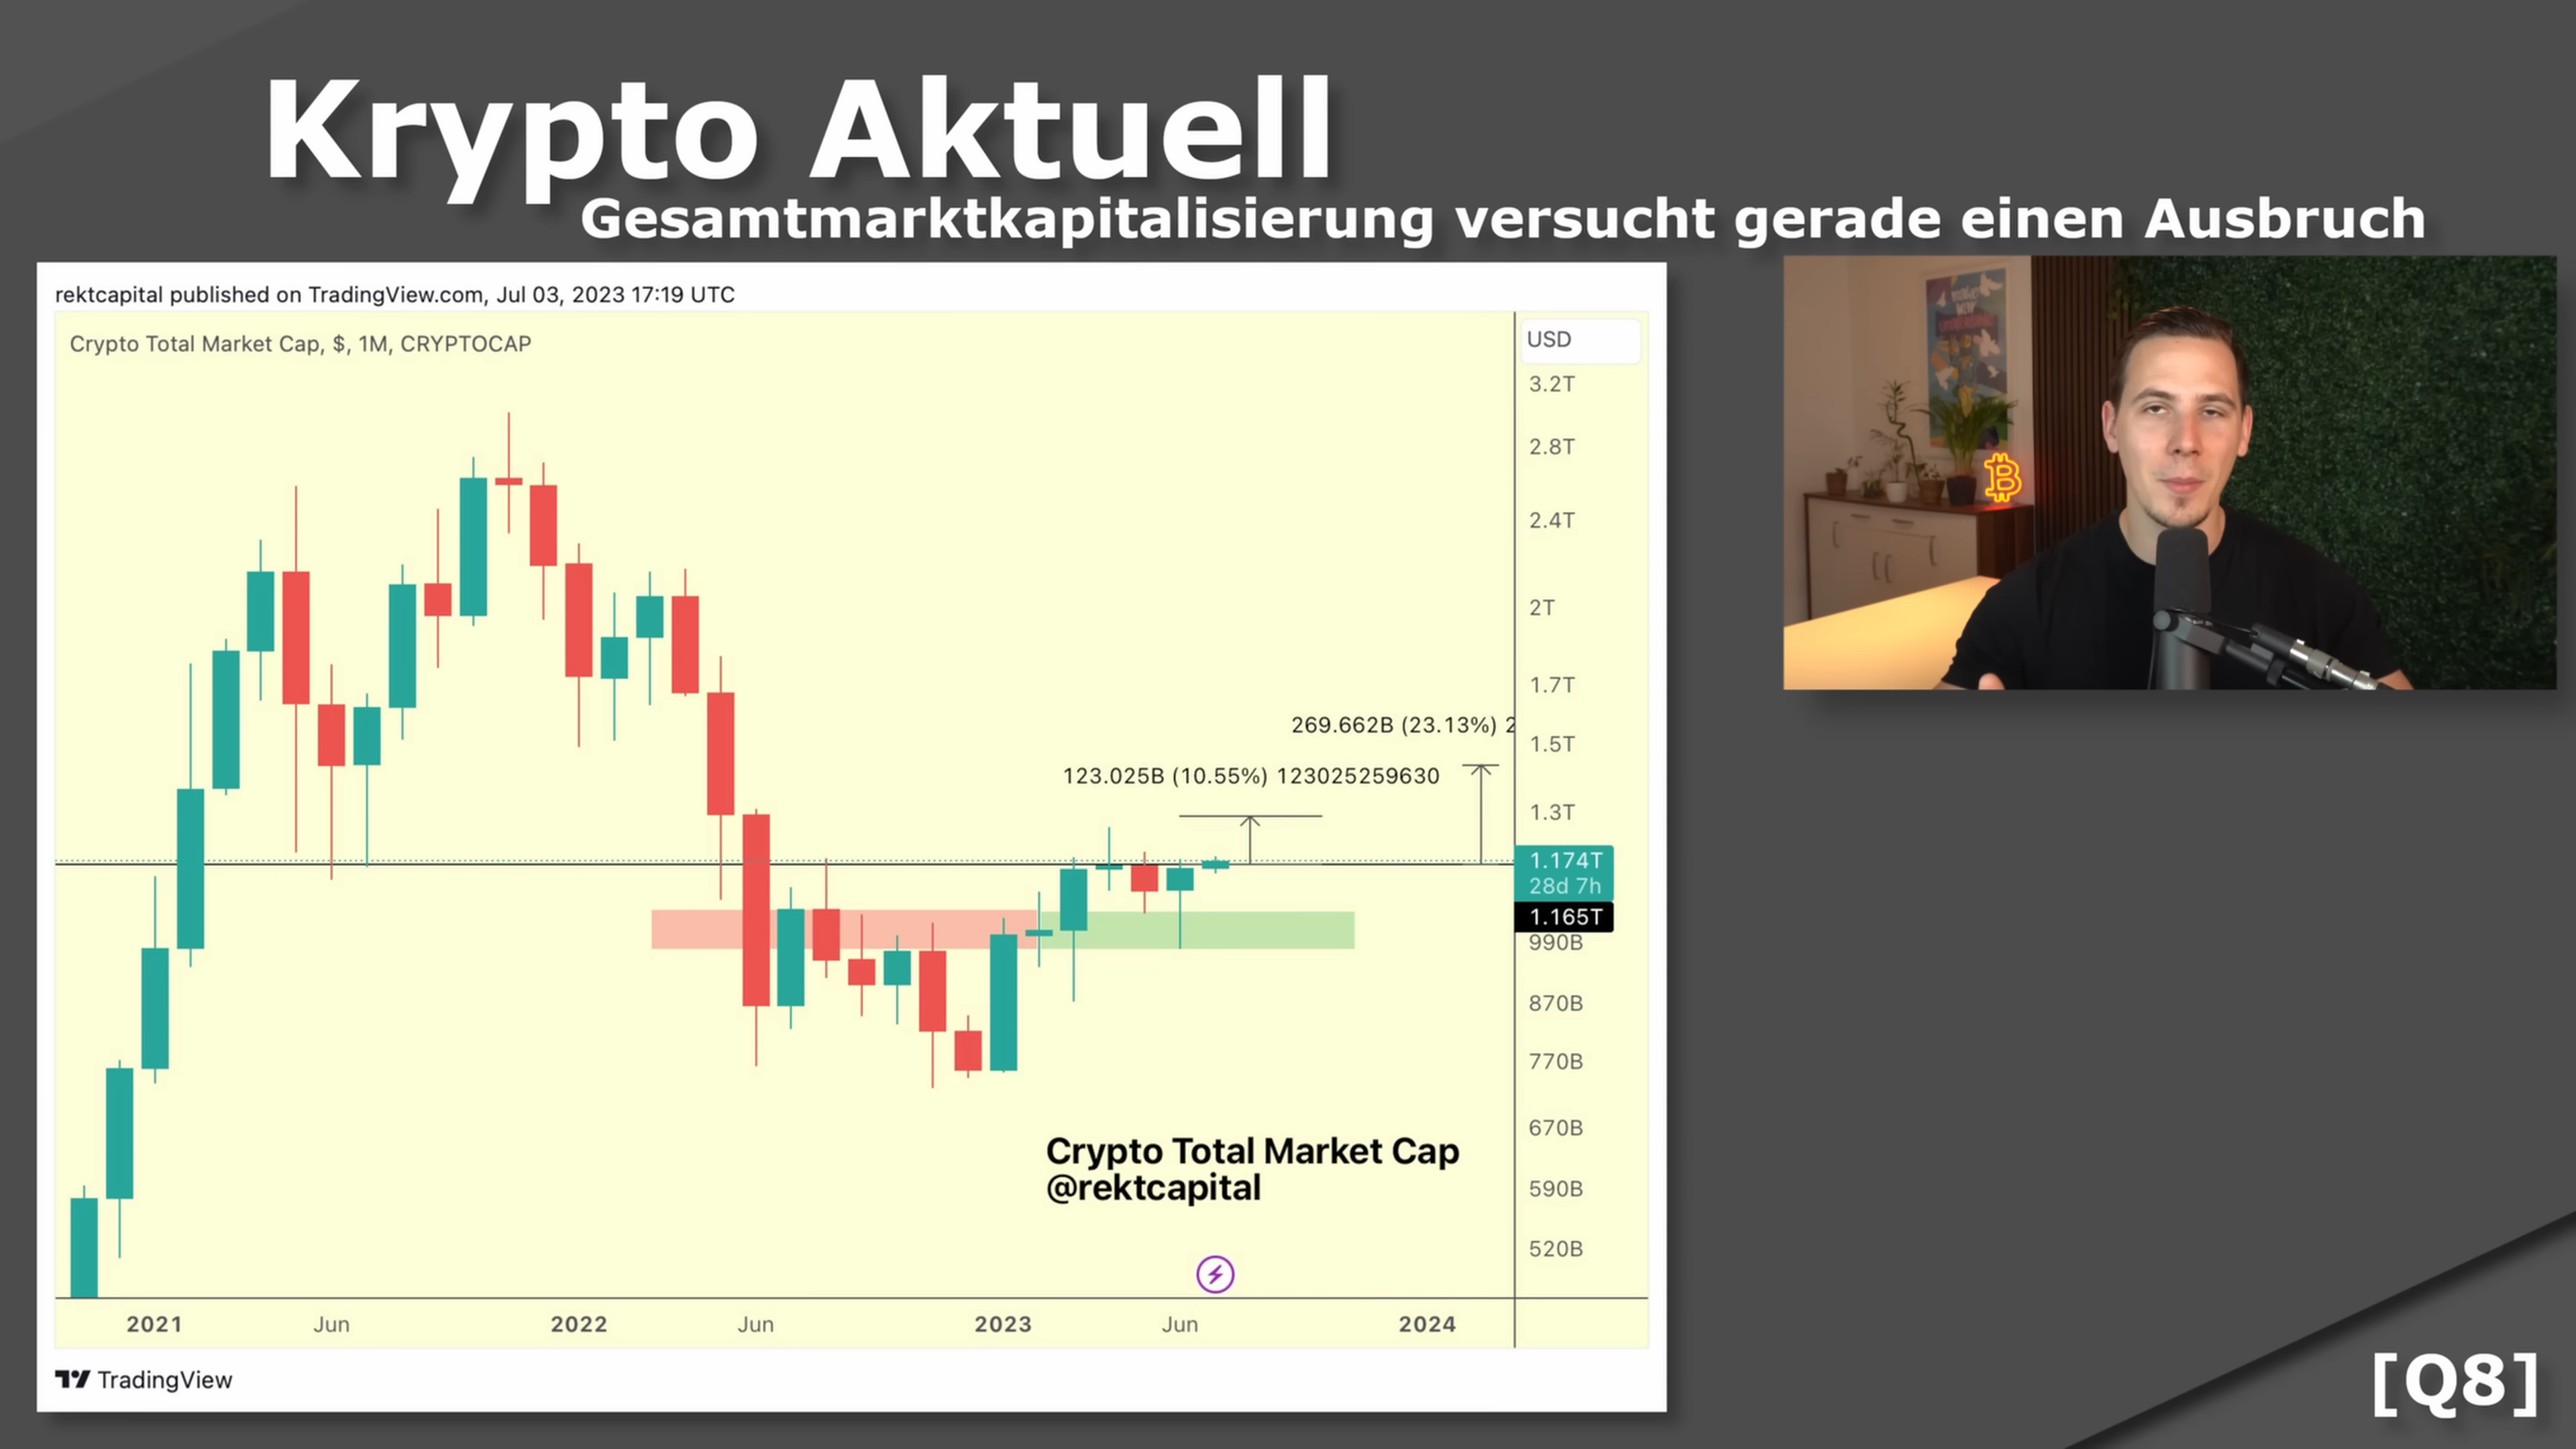 Krypto Aktuell
Gesamtmarktkapitalisierung versucht gerade einen Ausbruch
rektcapital published on TradingView.com, Jul 03, 2023 17:19 UTC
Crypto Total Market Cap, $, 1M, CRYPTOCAP
USD
3.2T
2.8T
2.4T
2T
1.7T
269.662B (23.13%) 2
1.5T
123.025B (10.55%) 123025259630
1.3T
1.174T
28d 7h
1.165T
990B
870B
770B
670B
Crypto Total Market Cap
@rektcapital
590B
520B
2021 Jun 2022 Jun 2023 Jun 2024
TradingView
[Q8]